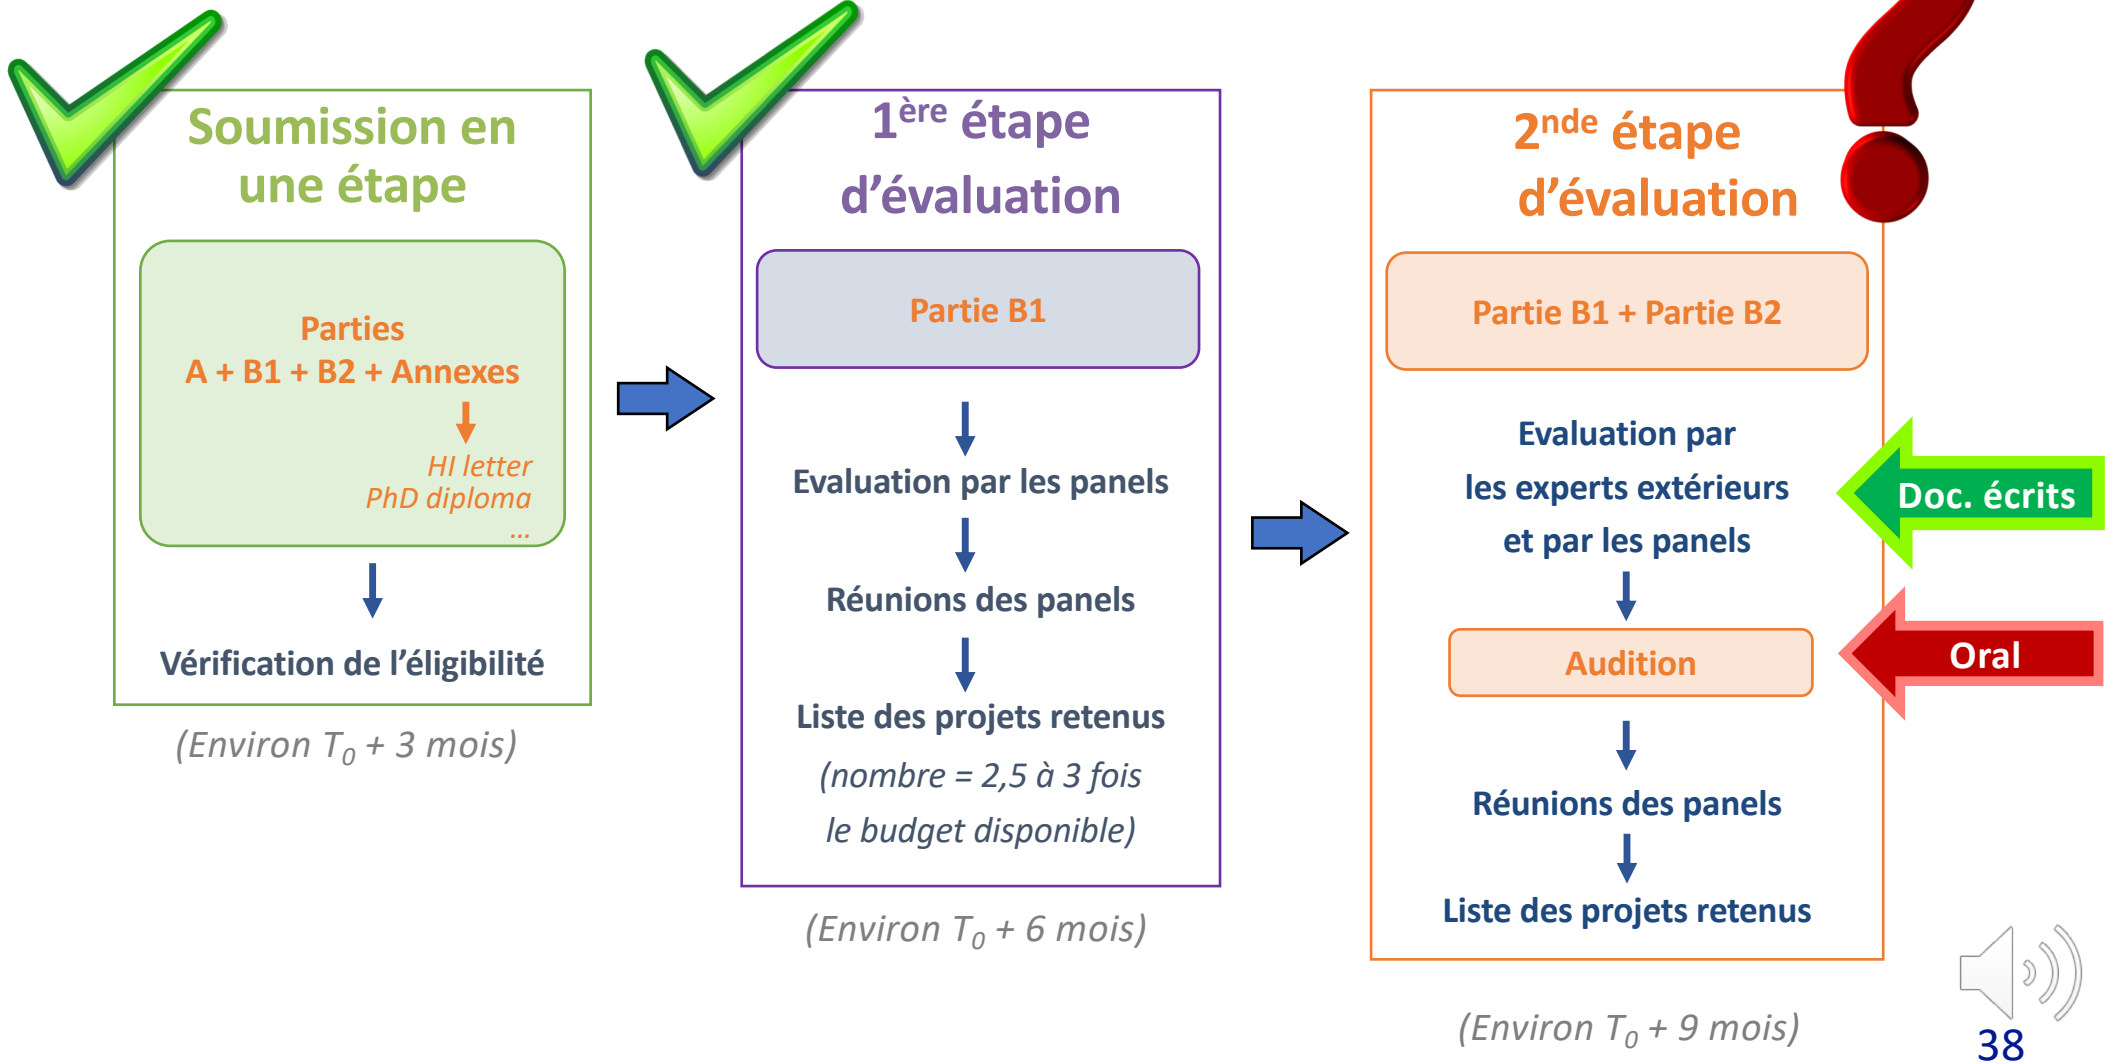 Soumission en
une étape
Parties
A + B1 + B2 + Annexes
HI letter
PhD diploma
...
Vérification de l'éligibilité
(Environ T0 + 3 mois)
1ère étape
d'évaluation
Partie B1
Evaluation par les panels
Réunions des panels
Liste des projets retenus
(nombre = 2,5 à 3 fois
le budget disponible)
(Environ T0 + 6 mois)
2nde étape
d'évaluation
Partie B1 + Partie B2
Evaluation par
les experts extérieurs
et par les panels
Doc. écrits
Audition
Oral
Réunions des panels
Liste des projets retenus
(Environ T0 + 9 mois)
38